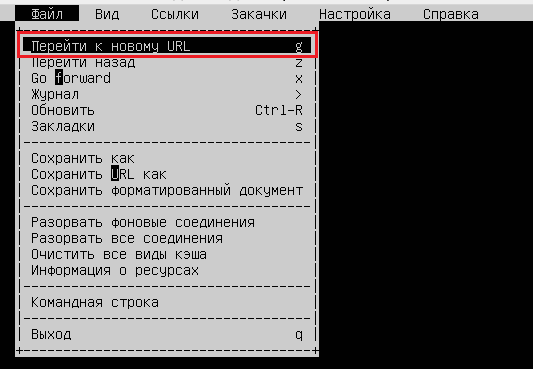 Файл Вид Ссылки Закачки Настройка Справка
Перейти к новому URL g
Перейти назад z
Go forward x
Журнал >
Обновить Ctrl-R
Закладки s
Сохранить как
Сохранить URL как
Сохранить форматированный документ
Разорвать фоновые соединения
Разорвать все соединения
Очистить все виды кэша
Информация о ресурсах
Командная строка
Выход q